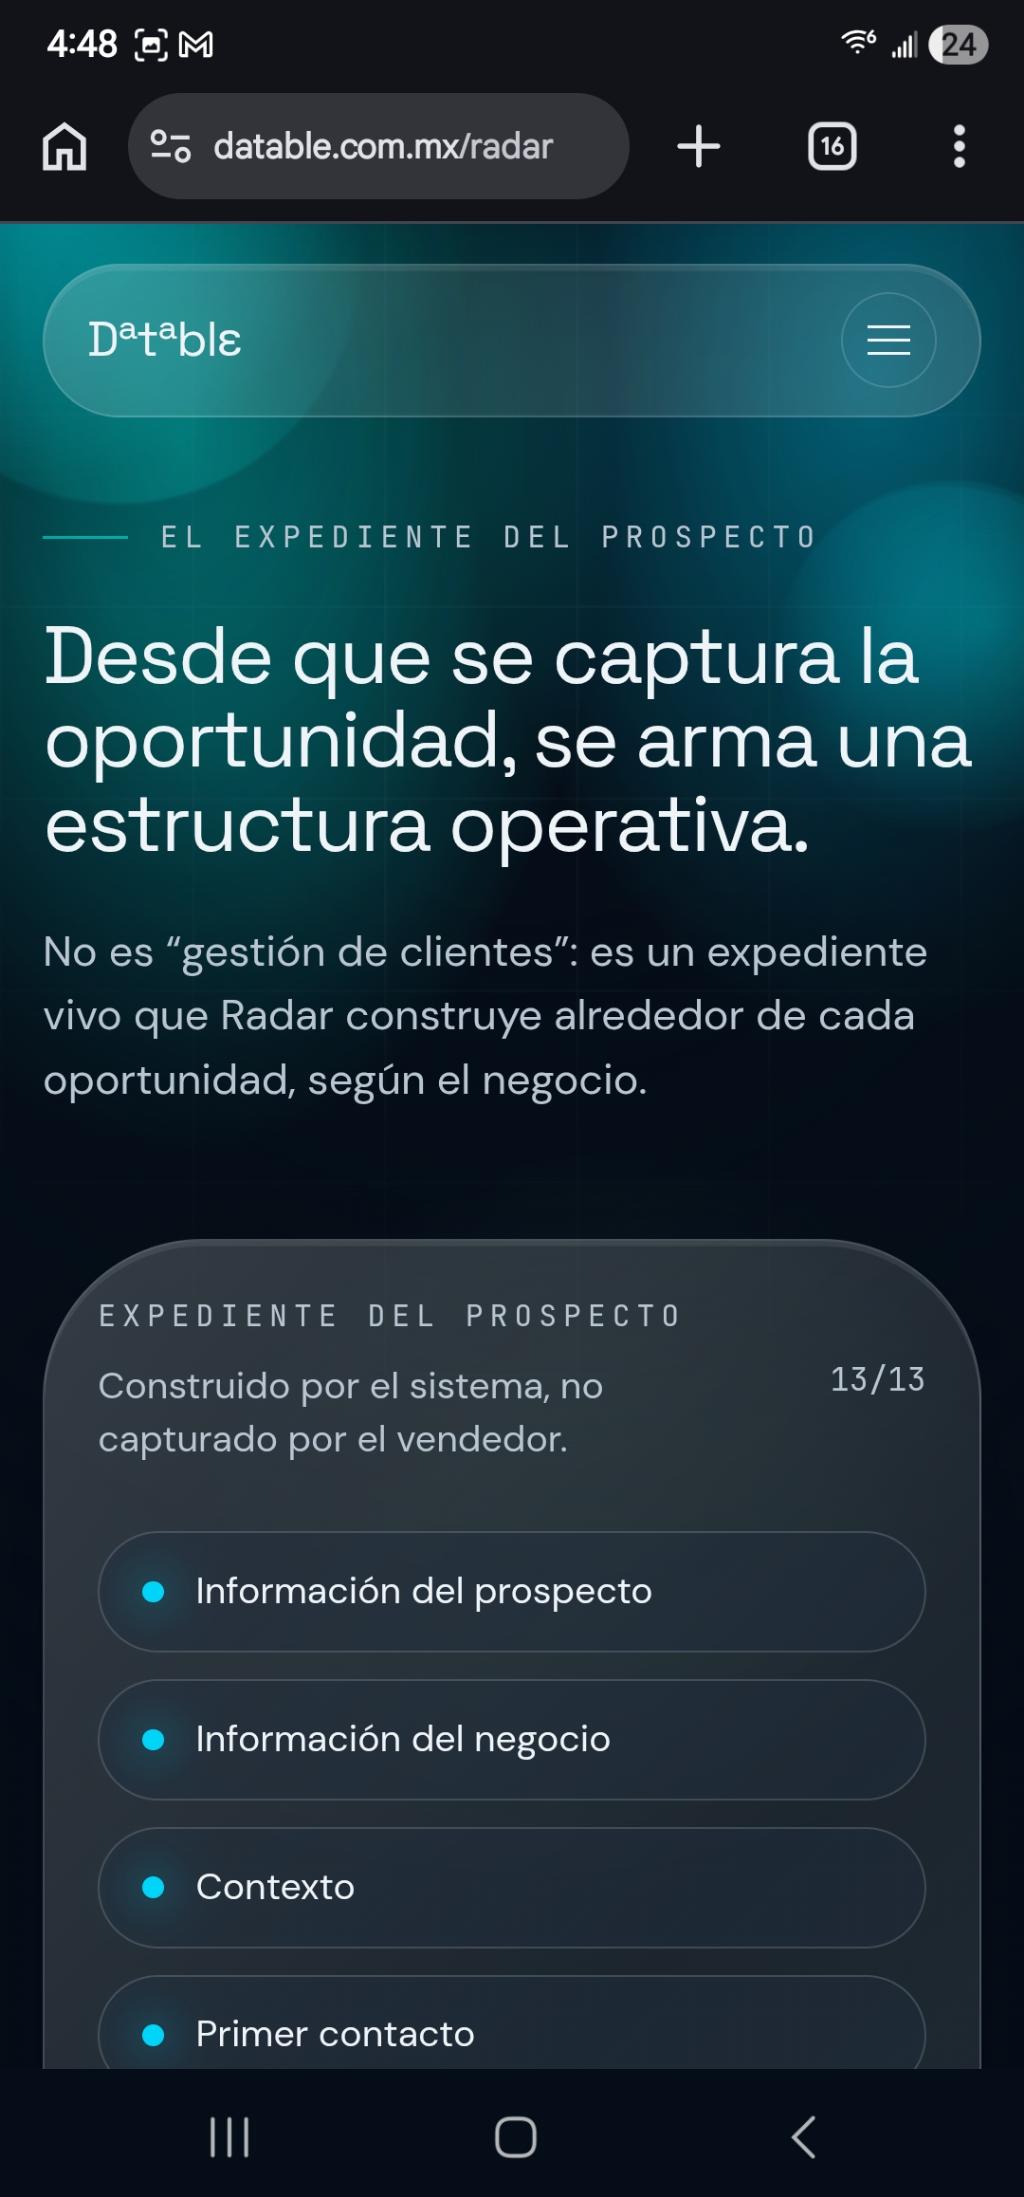 4:48
24
datable.com.mx/radar
16
Datablε
EL EXPEDIENTE DEL PROSPECTO
Desde que se captura la
oportunidad, se arma una
estructura operativa.
No es “gestión de clientes”: es un expediente
vivo que Radar construye alrededor de cada
oportunidad, según el negocio.
EXPEDIENTE DEL PROSPECTO
Construido por el sistema, no
capturado por el vendedor.
13/13
Información del prospecto
Información del negocio
Contexto
Primer contacto